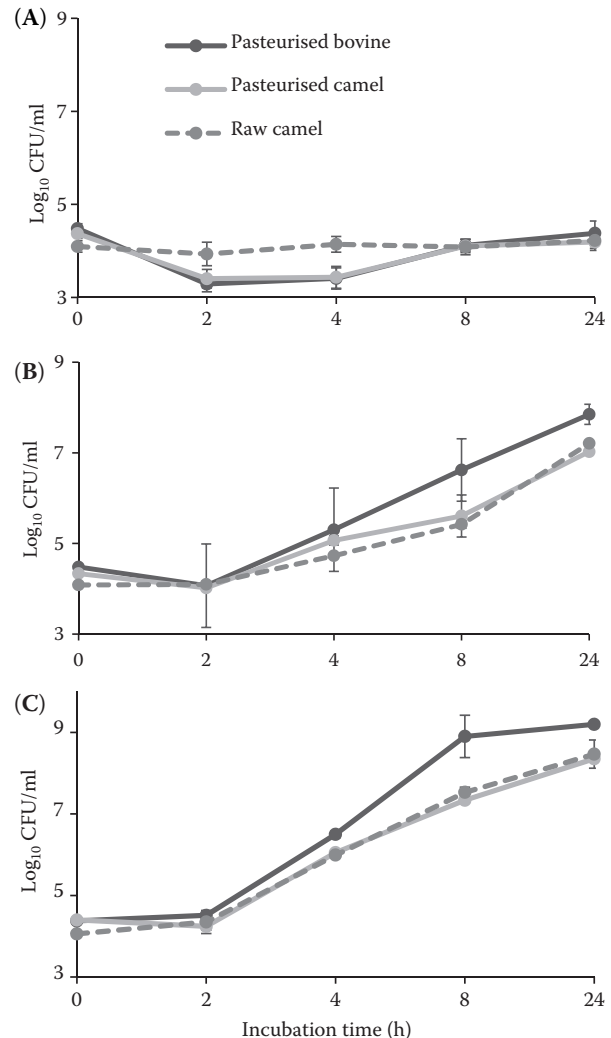 (A)
9
7
5
3
Log₁₀ CFU/ml
Pasteurised bovine
Pasteurised camel
Raw camel
0 2 4 8 24
(B)
9
7
5
3
Log₁₀ CFU/ml
0 2 4 8 24
(C)
9
7
5
3
Log₁₀ CFU/ml
0 2 4 8 24
Incubation time (h)